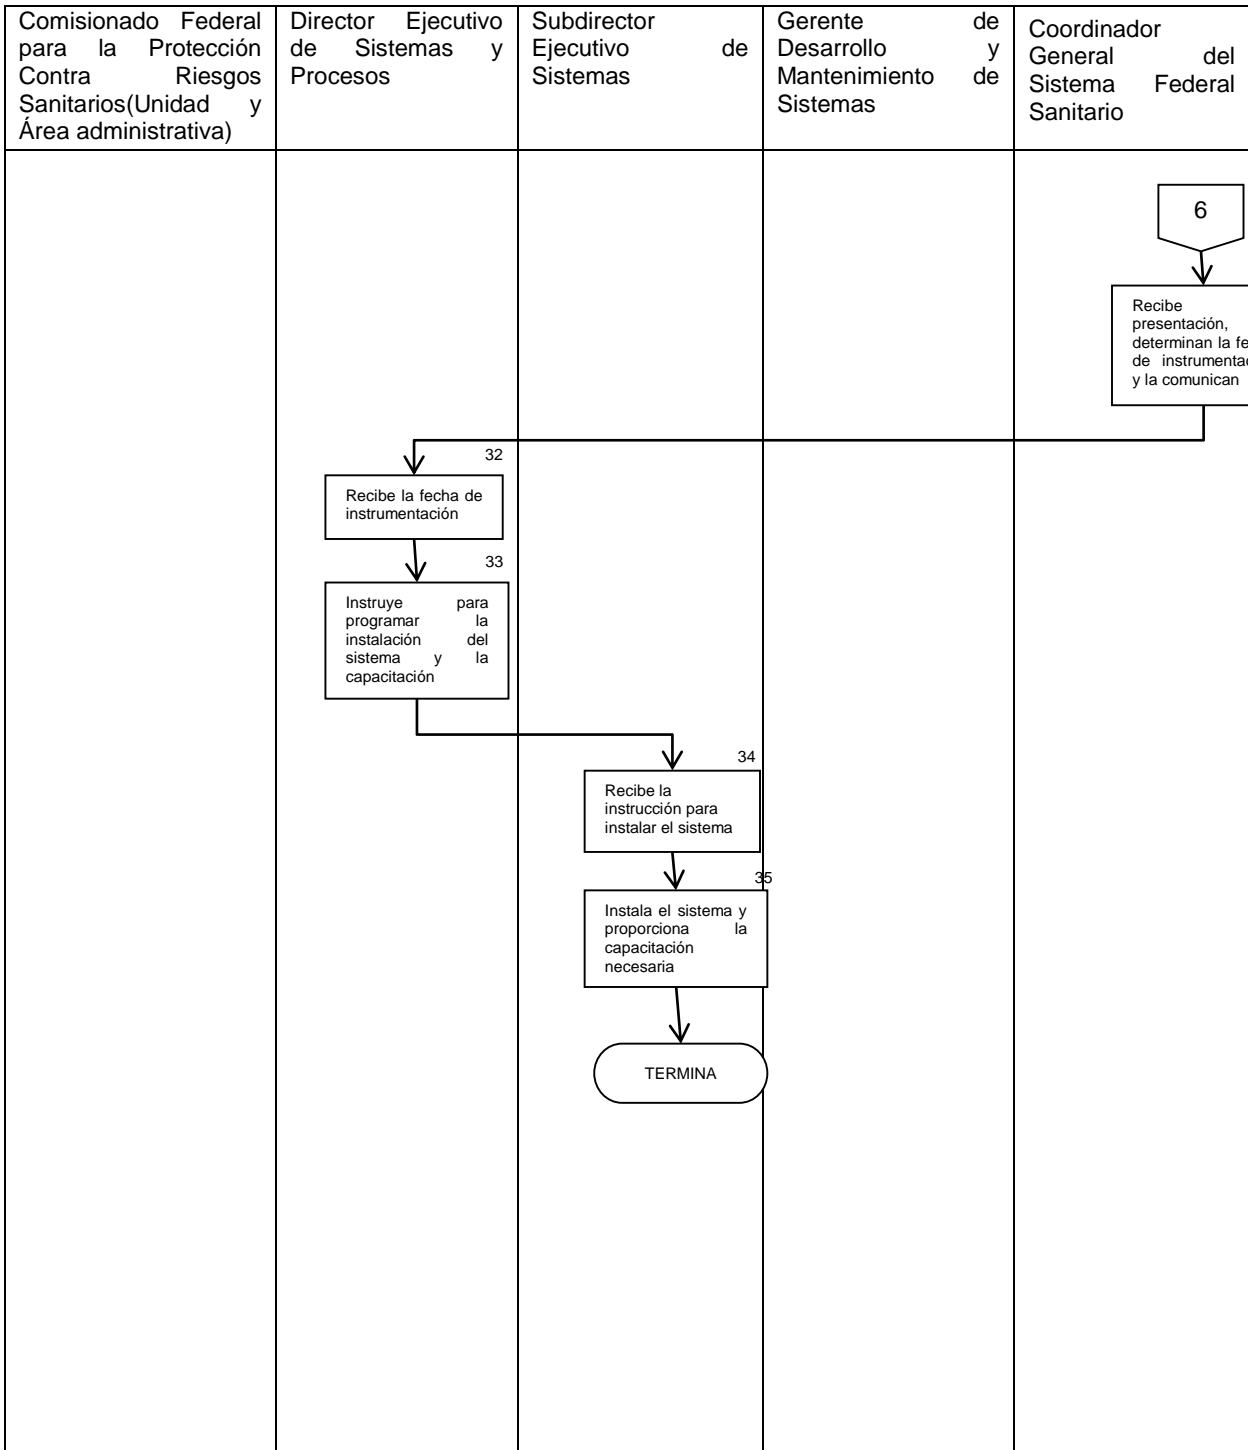 Comisionado Federal
para la Protección
Contra Riesgos
Sanitarios(Unidad y
Área administrativa)
Director Ejecutivo
de Sistemas y
Procesos
Subdirector
Ejecutivo de
Sistemas
Gerente de
Desarrollo y
Mantenimiento de
Sistemas
Coordinador
General del
Sistema Federal
Sanitario
6
Recibe
presentación,
determinan la
de
y la comunican
32
Recibe la fecha de
instrumentación
33
Instruye para
programar la
instalación del
sistema y la
capacitación
34
Recibe la
instrucción para
instalar el sistema
35
Instala el sistema y
proporciona la
capacitación
necesaria
TERMINA